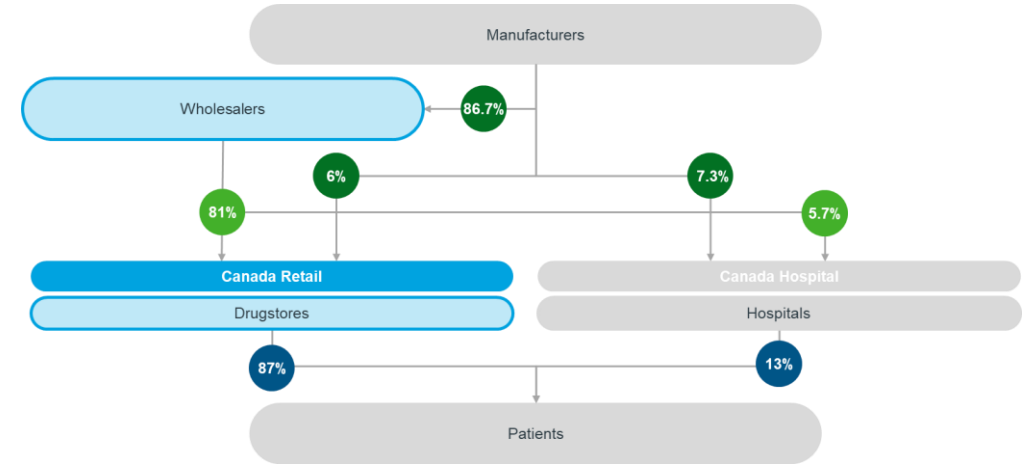 Manufacturers
Wholesalers
86.7%
6%
7.3%
81%
5.7%
Canada Retail
Canada Hospital
Drugstores
Hospitals
87%
13%
Patients